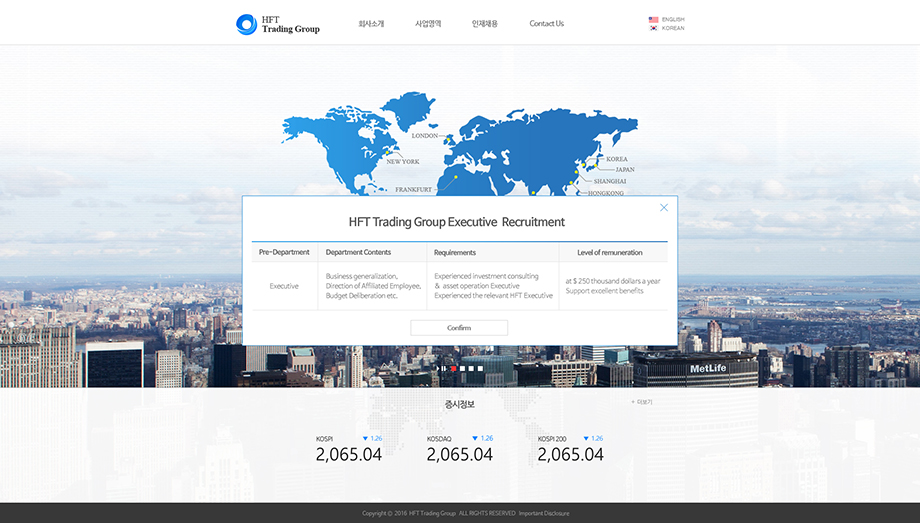 HFT
Trading Group
회사소개 사업영역 인재채용 Contact Us
ENGLISH
KOREAN
LONDON
NEW YORK
FRANKFURT
KOREA
JAPAN
SHANGHAI
HONGKONG
HFT Trading Group Executive Recruitment
Pre-Department Department Contents Requirements Level of remuneration
Executive
Business generalization,
Direction of Affiliated Employee,
Budget Deliberation etc.
Experienced investment consulting
& asset operation Executive
Experienced the relevant HFT Executive
at $ 250 thousand dollars a year
Support excellent benefits
Confirm
MetLife
증시정보
+ 더보기
KOSPI ▼ 1.26
2,065.04
KOSDAQ ▼ 1.26
2,065.04
KOSPI 200 ▼ 1.26
2,065.04
Copyright © 2016 HFT Trading Group ALL RIGHTS RESERVED Important Disclosure